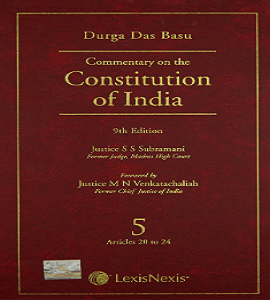 Durga Das Basu
Commentary on the
Constitution
of India
9th Edition
Justice S S Subramani
Former Judge, Madras High Court
Foreword by
Justice M N Venkatachaliah
Former Chief Justice of India
5
Articles 20 to 24
LexisNexis®